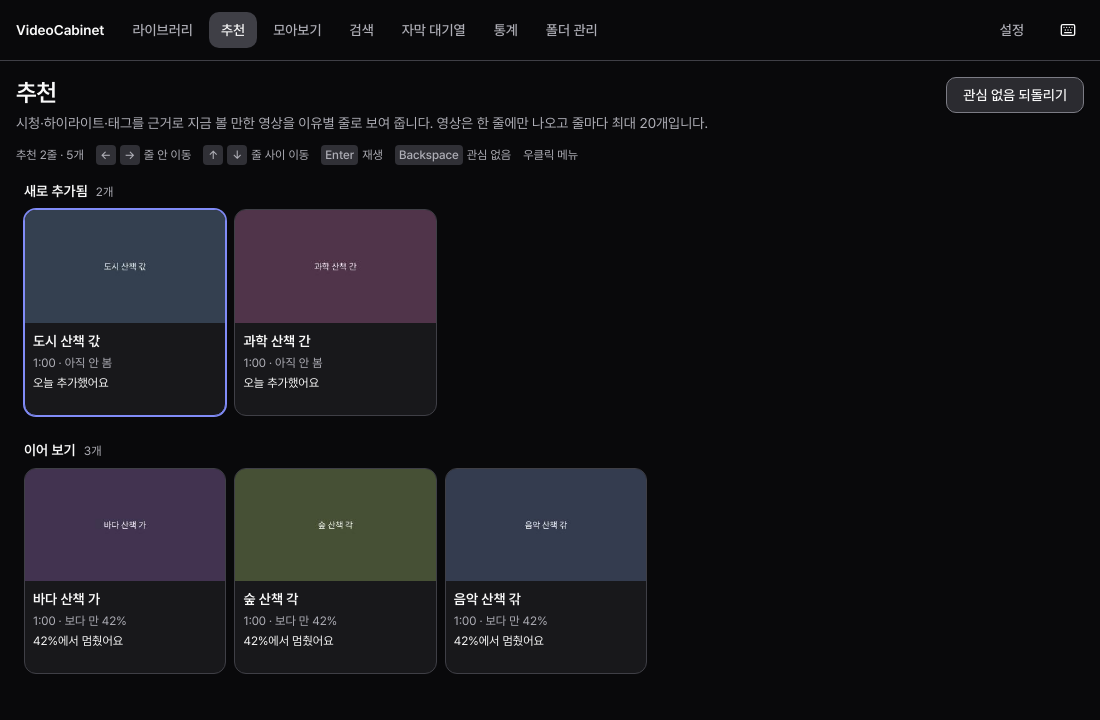 VideoCabinet 라이브러리 추천 모아보기 검색 자막 대기열 통계 폴더 관리 설정
추천
관심 없음 되돌리기
시청·하이라이트·태그를 근거로 지금 볼 만한 영상을 이유별 줄로 보여 줍니다. 영상은 한 줄에만 나오고 줄마다 최대 20개입니다.
추천 2줄 · 5개 ← → 줄 안 이동 ↑ ↓ 줄 사이 이동 Enter 재생 Backspace 관심 없음 우클릭 메뉴
새로 추가됨 2개
도시 산책 값 과학 산책 간
도시 산책 값 과학 산책 간
1:00 · 아직 안 봄 1:00 · 아직 안 봄
오늘 추가했어요 오늘 추가했어요
이어 보기 3개
바다 산책 가 숲 산책 각 음악 산책 갂
바다 산책 가 숲 산책 각 음악 산책 갂
1:00 · 보다 만 42% 1:00 · 보다 만 42% 1:00 · 보다 만 42%
42%에서 멈췄어요 42%에서 멈췄어요 42%에서 멈췄어요